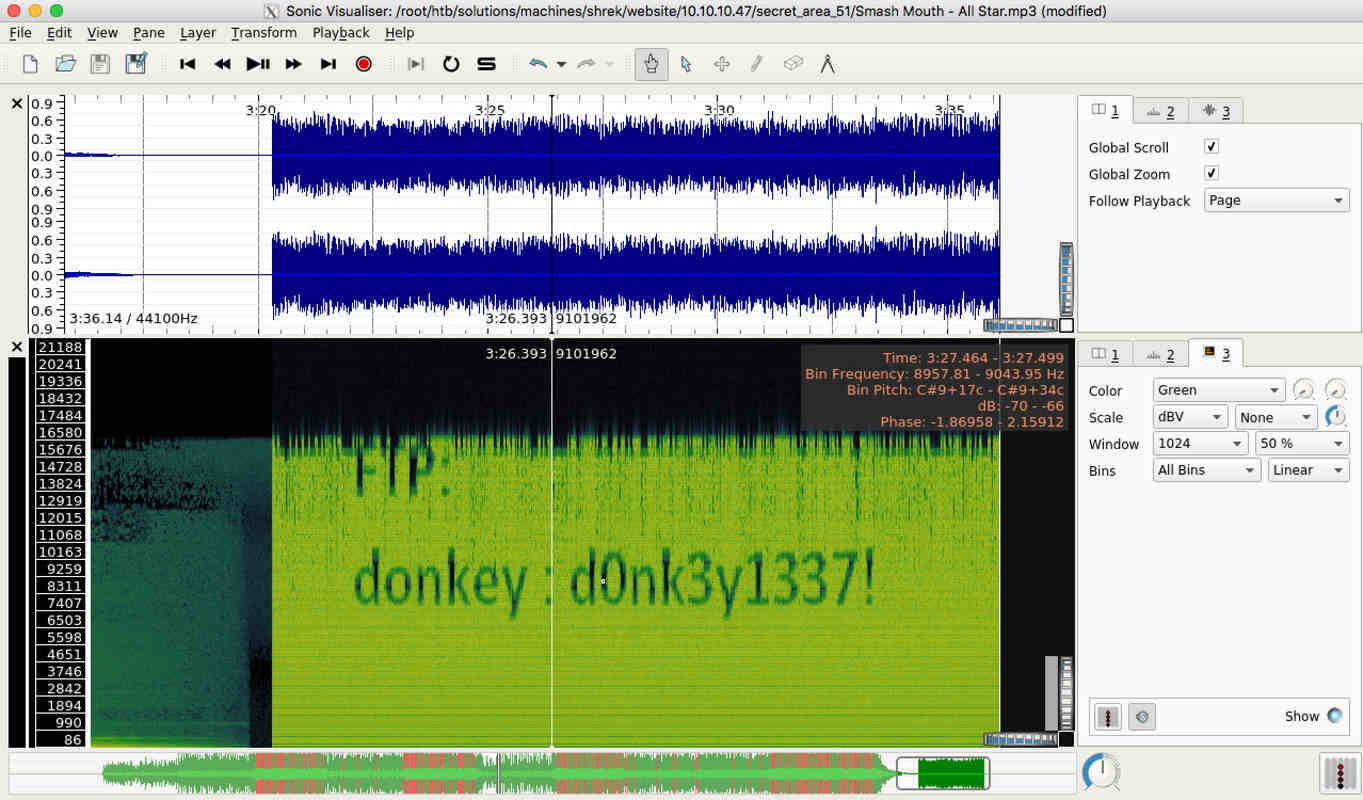 Sonic Visualiser: /root/htb/solutions/machines/shrek/website/10.10.10.47/secret_area_51/Smash Mouth - All Star.mp3 (modified)
File Edit View Pane Layer Transform Playback Help
3:20 3:25 3:30 3:35
0.9
0.6
0.3
0.0
0.3
0.6
0.9
0.9
0.6
0.3
0.0
0.3
0.6
0.9
3:36.14 / 44100Hz
3:26.393 9101962
1 2 3
Global Scroll
Global Zoom
Follow Playback Page
21188
20241
19336
18432
17484
16580
15676
14728
13824
12919
12015
11068
10163
9259
8311
7407
6503
5598
4651
3746
2842
1894
990
86
3:26.393 9101962
Time: 3:27.464 - 3:27.499
Bin Frequency: 8957.81 - 9043.95 Hz
Bin Pitch: C#9+17c - C#9+34c
dB: -70 - -66
Phase: -1.86958 - 2.15912
FTP:
donkey : d0nk3y1337!
1 2 3
Color Green
Scale dBV None
Window 1024 50 %
Bins All Bins Linear
Show